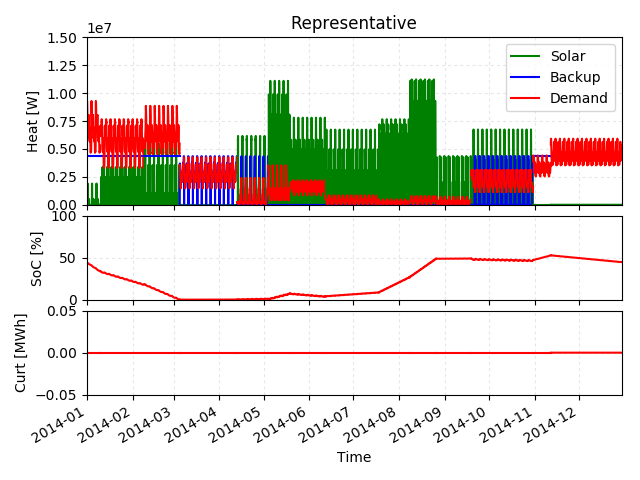 Representative
1e7
1.50
1.25
1.00
0.75
0.50
0.25
0.00
Heat [W]
Solar
Backup
Demand
100
50
0
SoC [%]
0.05
0.00
−0.05
Curt [MWh]
2014-01
2014-02
2014-03
2014-04
2014-05
2014-06
2014-07
2014-08
2014-09
2014-10
2014-11
2014-12
Time